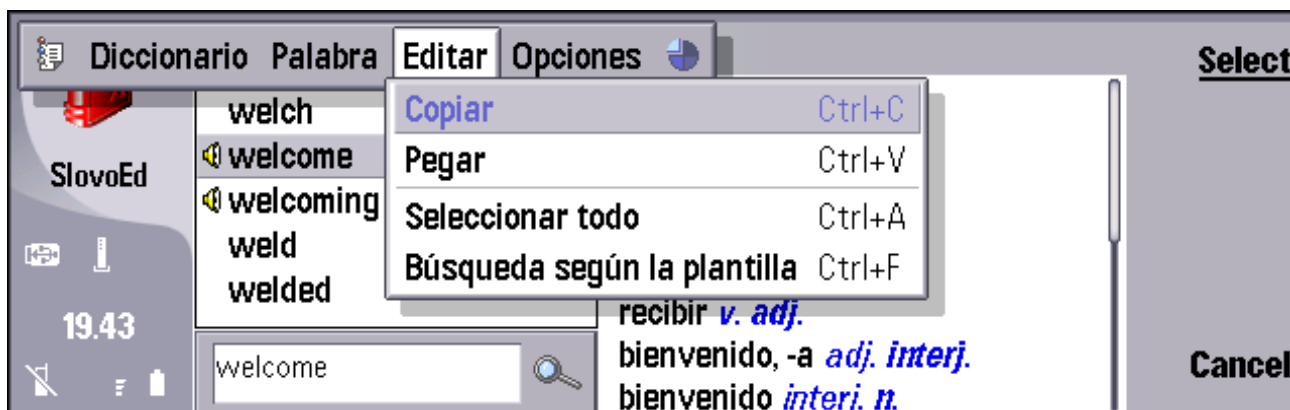 Diccionario Palabra Editar Opciones
Select
welch
welcome
welcoming
weld
welded
Copiar Ctrl+C
Pegar Ctrl+V
Seleccionar todo Ctrl+A
Búsqueda según la plantilla Ctrl+F
SlovoEd
19.43
welcome
recibir v. adj.
bienvenido, -a adj. interj.
bienvenido interj. n.
Cancel